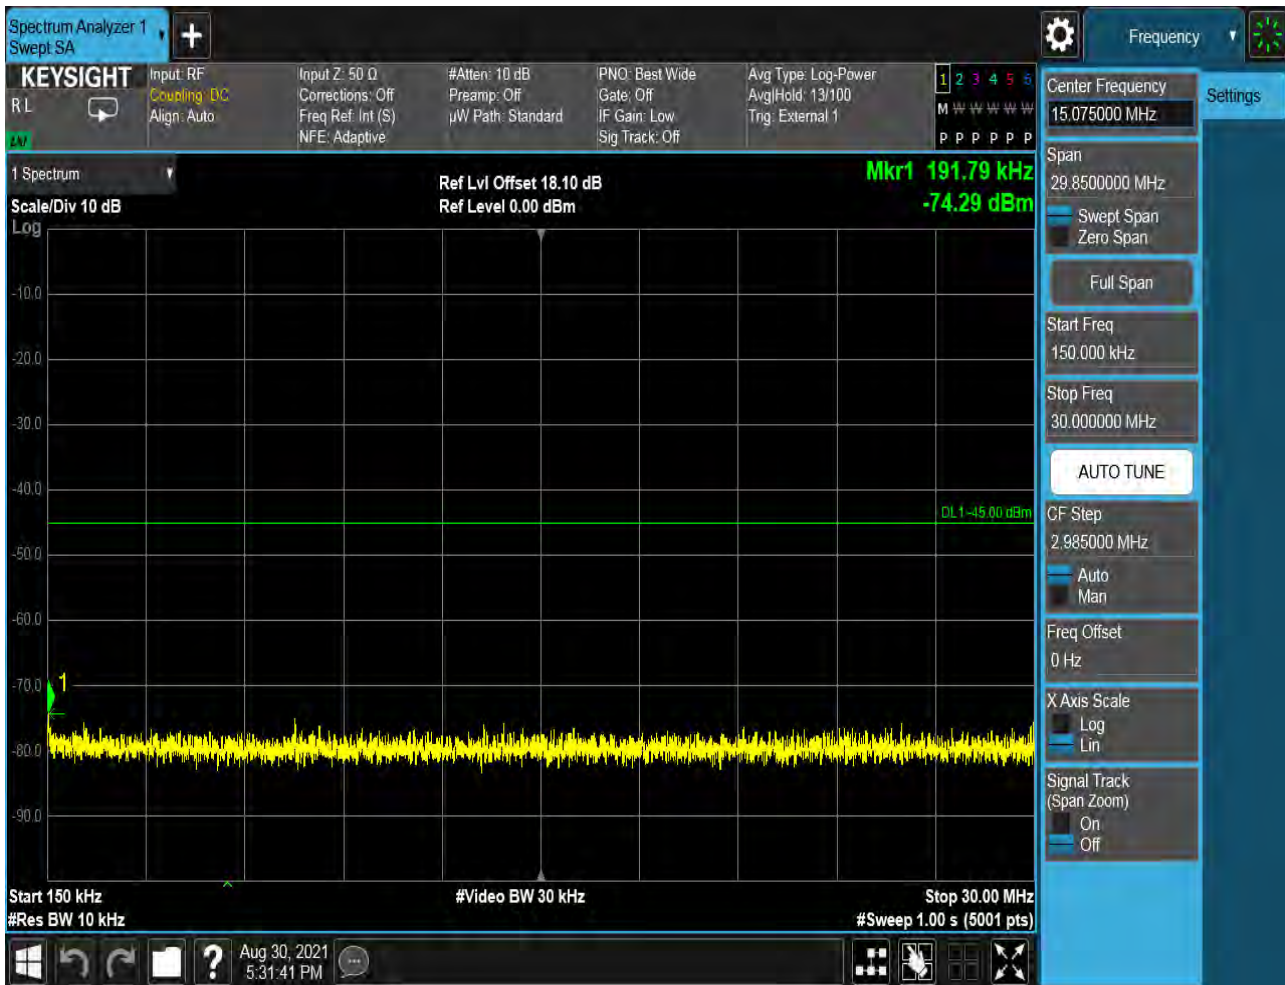 Spectrum Analyzer 1
Swept SA
Frequency
KEYSIGHT
R L
LNI
Input: RF
Coupling: DC
Align: Auto
Input Z: 50 Ω
Corrections: Off
Freq Ref: Int (S)
NFE: Adaptive
#Atten: 10 dB
Preamp: Off
µW Path: Standard
PNO: Best Wide
Gate: Off
IF Gain: Low
Sig Track: Off
Avg Type: Log-Power
Avg|Hold: 13/100
Trig: External 1
1 2 3 4 5 6
M W W W W W
P P P P P P
1 Spectrum
Scale/Div 10 dB
Ref Lvl Offset 18.10 dB
Ref Level 0.00 dBm
Mkr1 191.79 kHz
-74.29 dBm
Log
-10.0
-20.0
-30.0
-40.0
DL1 -45.00 dBm
-50.0
-60.0
-70.0
1
-80.0
-90.0
Start 150 kHz
#Video BW 30 kHz
Stop 30.00 MHz
#Res BW 10 kHz
#Sweep 1.00 s (5001 pts)
?
Aug 30, 2021
5:31:41 PM
Center Frequency
15.075000 MHz
Settings
Span
29.8500000 MHz
Swept Span
Zero Span
Full Span
Start Freq
150.000 kHz
Stop Freq
30.000000 MHz
AUTO TUNE
CF Step
2.985000 MHz
Auto
Man
Freq Offset
0 Hz
X Axis Scale
Log
Lin
Signal Track
(Span Zoom)
On
Off